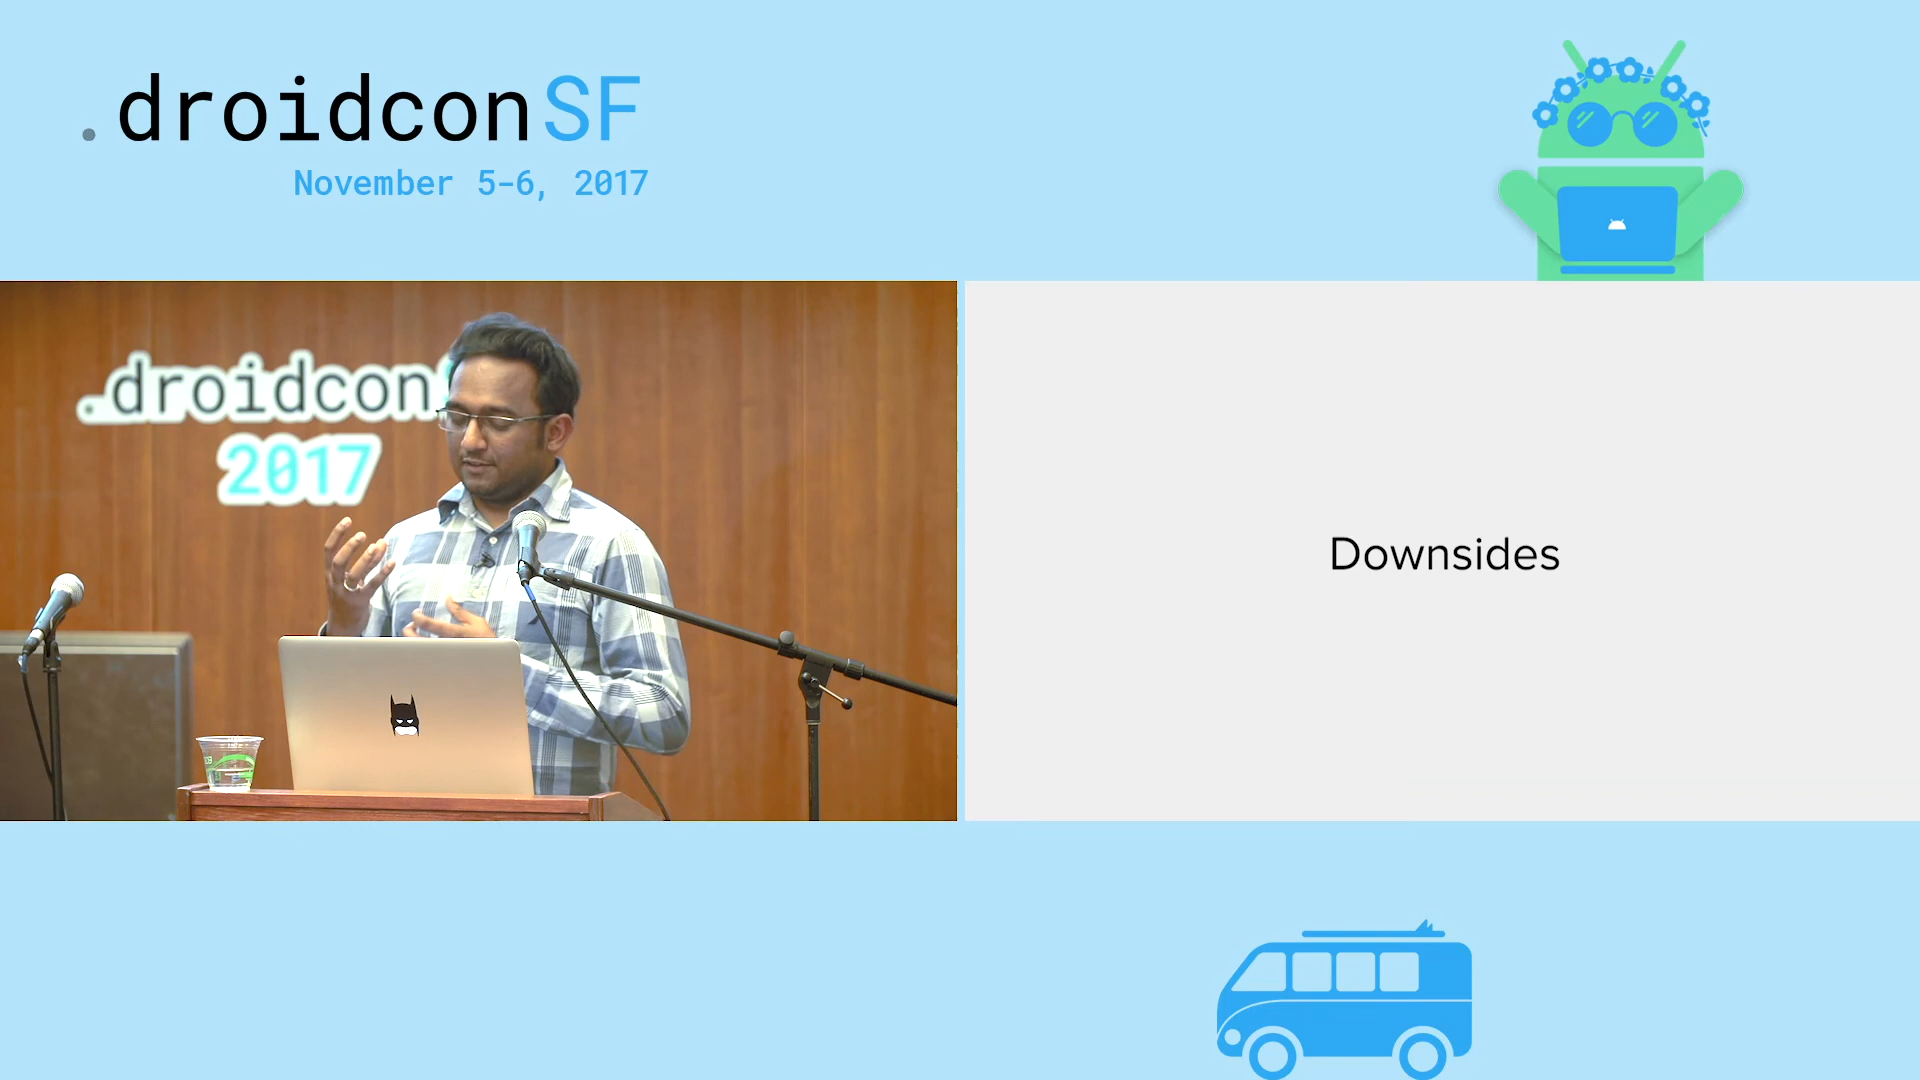 .droidconSF
November 5-6, 2017
.droidcon
2017
Downsides